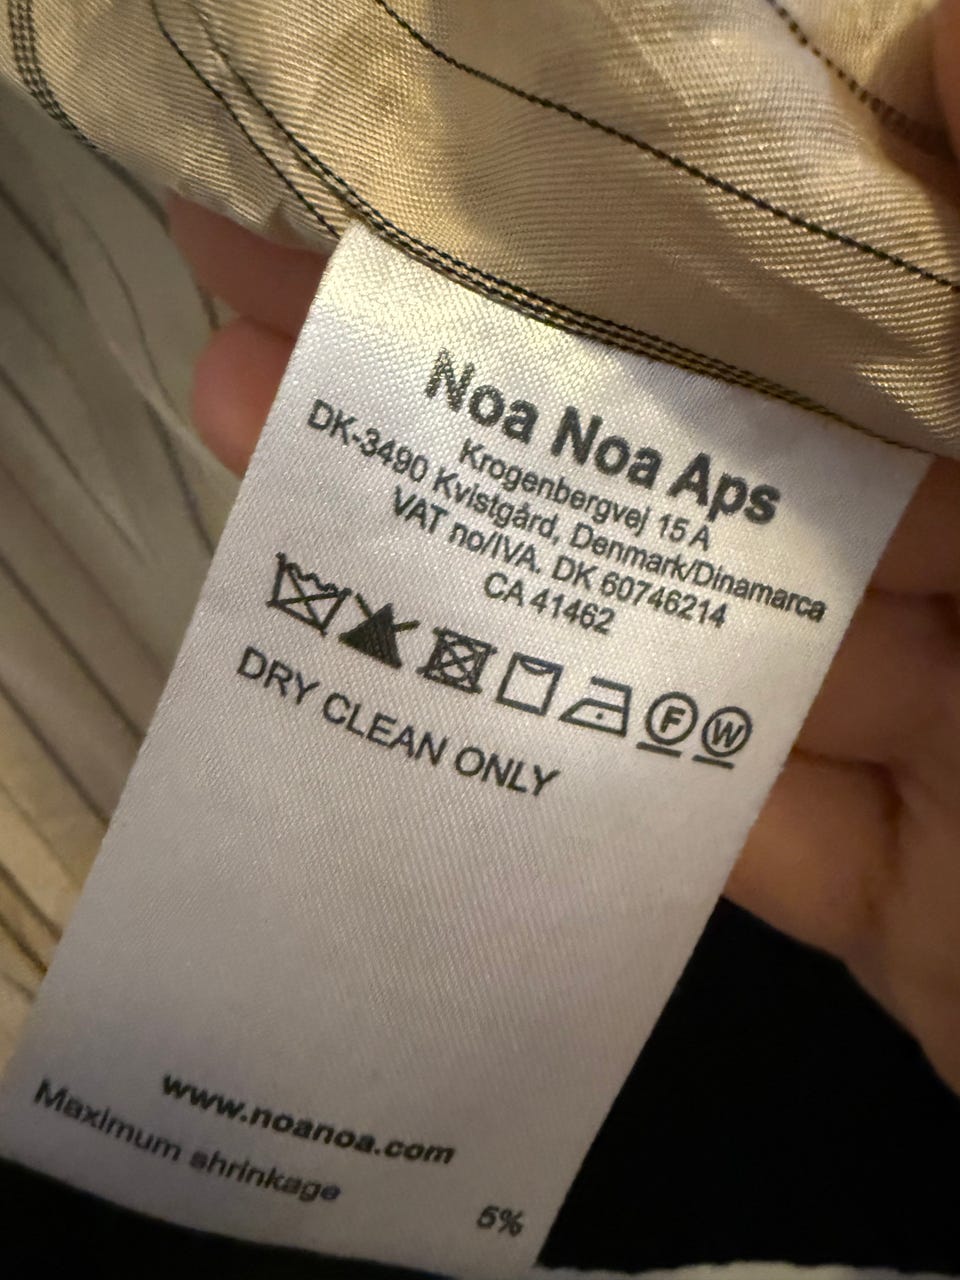 Noa Noa Aps
Krogenbergvej 15 A
DK-3490 Kvistgård, Denmark/Dinamarca
VAT no/IVA. DK 60746214
CA 41462
F W
DRY CLEAN ONLY
www.noanoa.com
Maximum shrinkage 5%